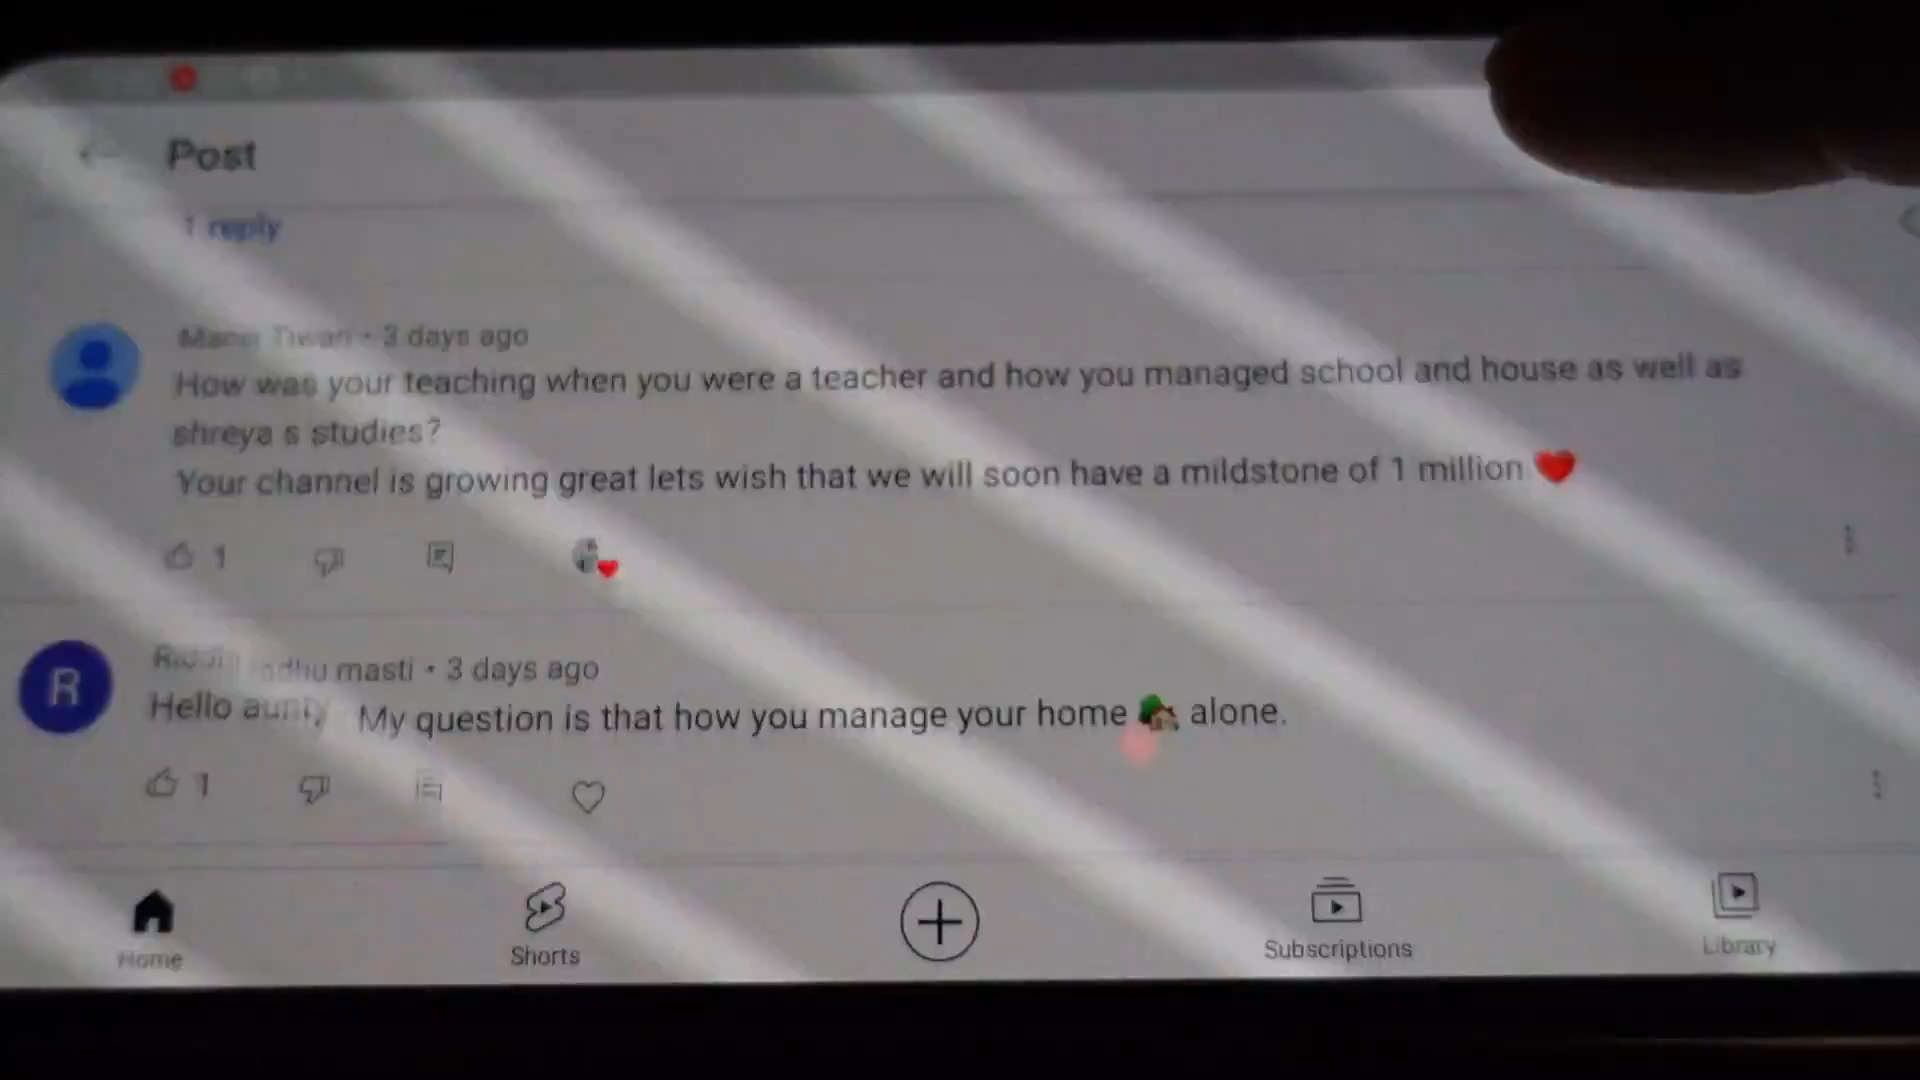 Post
1 reply
Tiwari • 3 days ago
How was your teaching when you were a teacher and how you managed school and house as well as
shreya s studies?
Your channel is growing great lets wish that we will soon have a mildstone of 1 million ❤️
1
R
masti • 3 days ago
Hello aunty My question is that how you manage your home 🏡 alone.
1
Home
Shorts
Subscriptions
Library